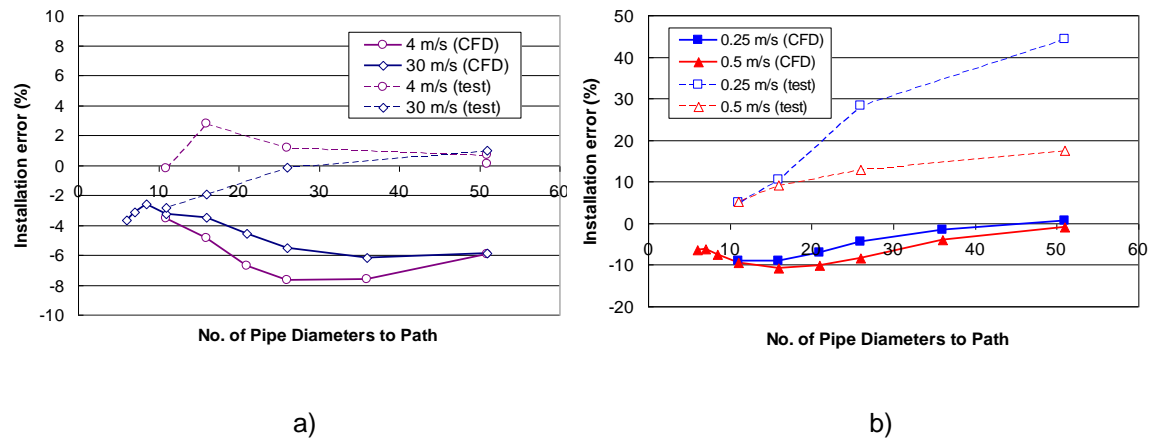 10
8
6
4
2
0
-2
-4
-6
-8
-10
0
10
20
30
40
50
60
Installation error (%)
No. of Pipe Diameters to Path
4 m/s (CFD)
30 m/s (CFD)
4 m/s (test)
30 m/s (test)
a)
50
40
30
20
10
0
-10
-20
0
10
20
30
40
50
60
Installation error (%)
No. of Pipe Diameters to Path
0.25 m/s (CFD)
0.5 m/s (CFD)
0.25 m/s (test)
0.5 m/s (test)
b)